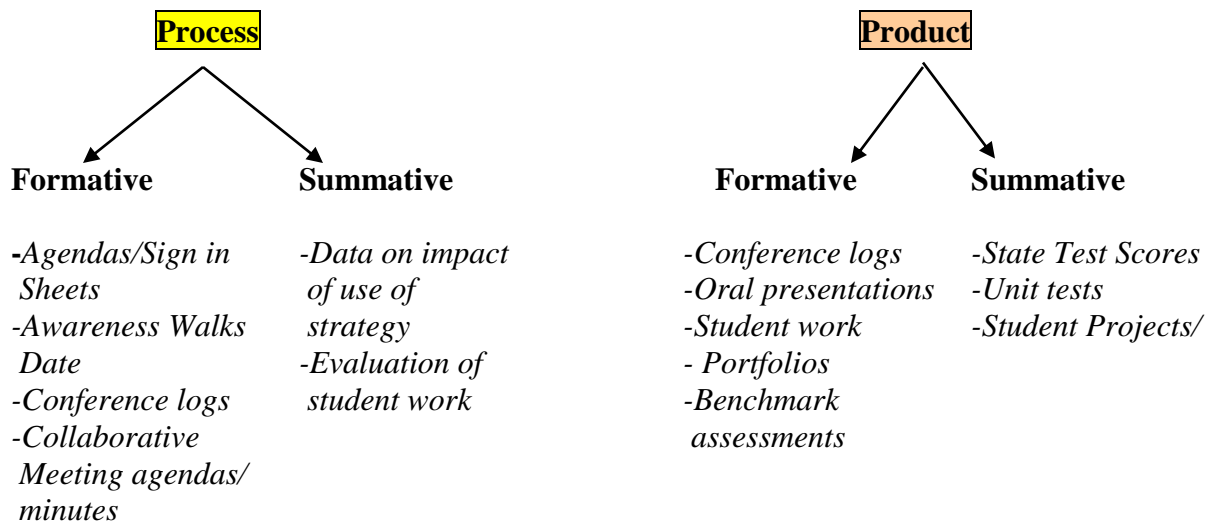 Process
Formative
-Agendas/Sign in
Sheets
-Awareness Walks
Date
-Conference logs
-Collaborative
Meeting agendas/
minutes
Summative
-Data on impact
of use of
strategy
-Evaluation of
student work
Product
Formative
-Conference logs
-Oral presentations
-Student work
- Portfolios
-Benchmark
assessments
Summative
-State Test Scores
-Unit tests
-Student Projects/